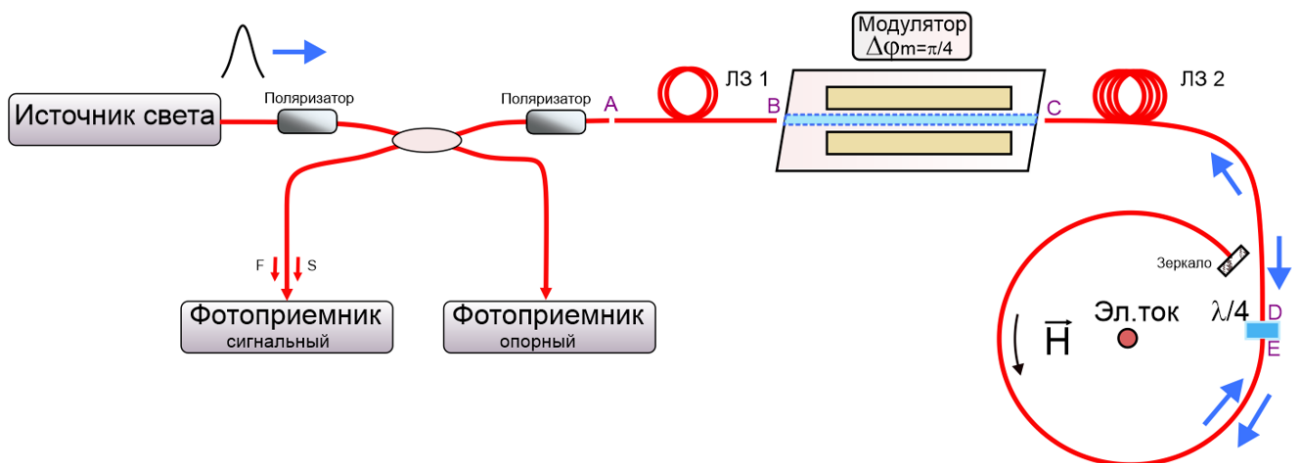 Модулятор
Δφm=π/4
ЛЗ 1
ЛЗ 2
Источник света
Поляризатор
Поляризатор
A
B
C
F
S
Зеркало
Эл.ток
λ/4
D
H
E
Фотоприемник
сигнальный
Фотоприемник
опорный